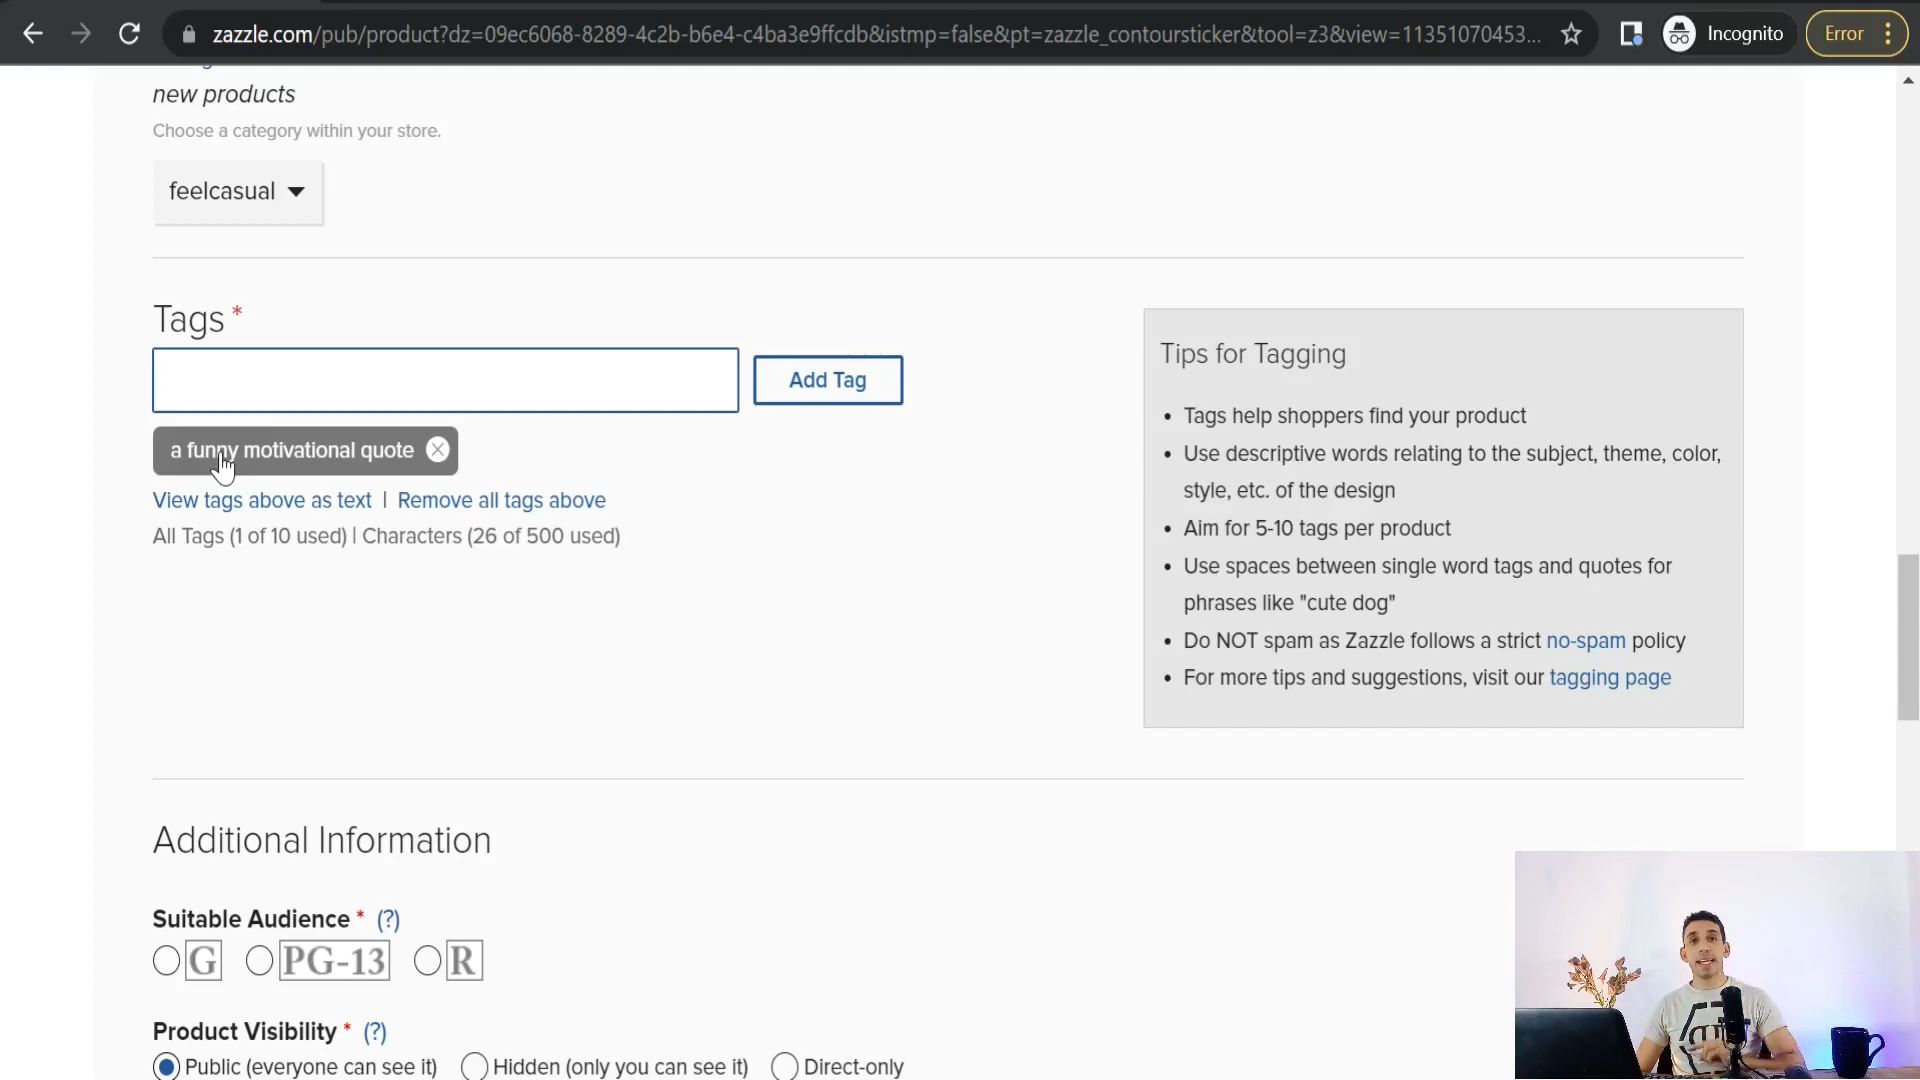 zazzle.com/pub/product?dz=09ec6068-8289-4c2b-b6e4-c4ba3e9ffcdb&istmp=false&pt=zazzle_contoursticker&tool=z3&view=11351070453...
Incognito
Error
new products
Choose a category within your store.
feelcasual
Tags *
Add Tag
a funny motivational quote
View tags above as text | Remove all tags above
All Tags (1 of 10 used) | Characters (26 of 500 used)
Tips for Tagging
• Tags help shoppers find your product
• Use descriptive words relating to the subject, theme, color,
style, etc. of the design
• Aim for 5-10 tags per product
• Use spaces between single word tags and quotes for
phrases like "cute dog"
• Do NOT spam as Zazzle follows a strict no-spam policy
• For more tips and suggestions, visit our tagging page
Additional Information
Suitable Audience * (?)
G PG-13 R
Product Visibility * (?)
Public (everyone can see it) Hidden (only you can see it) Direct-only